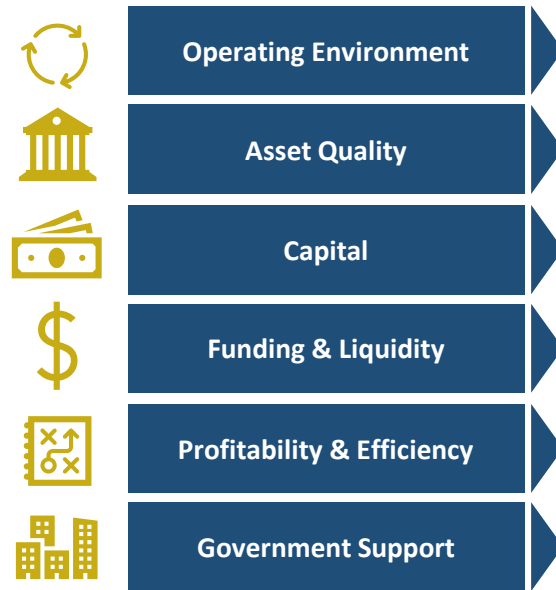 Operating Environment
Asset Quality
Capital
Funding & Liquidity
Profitability & Efficiency
Government Support